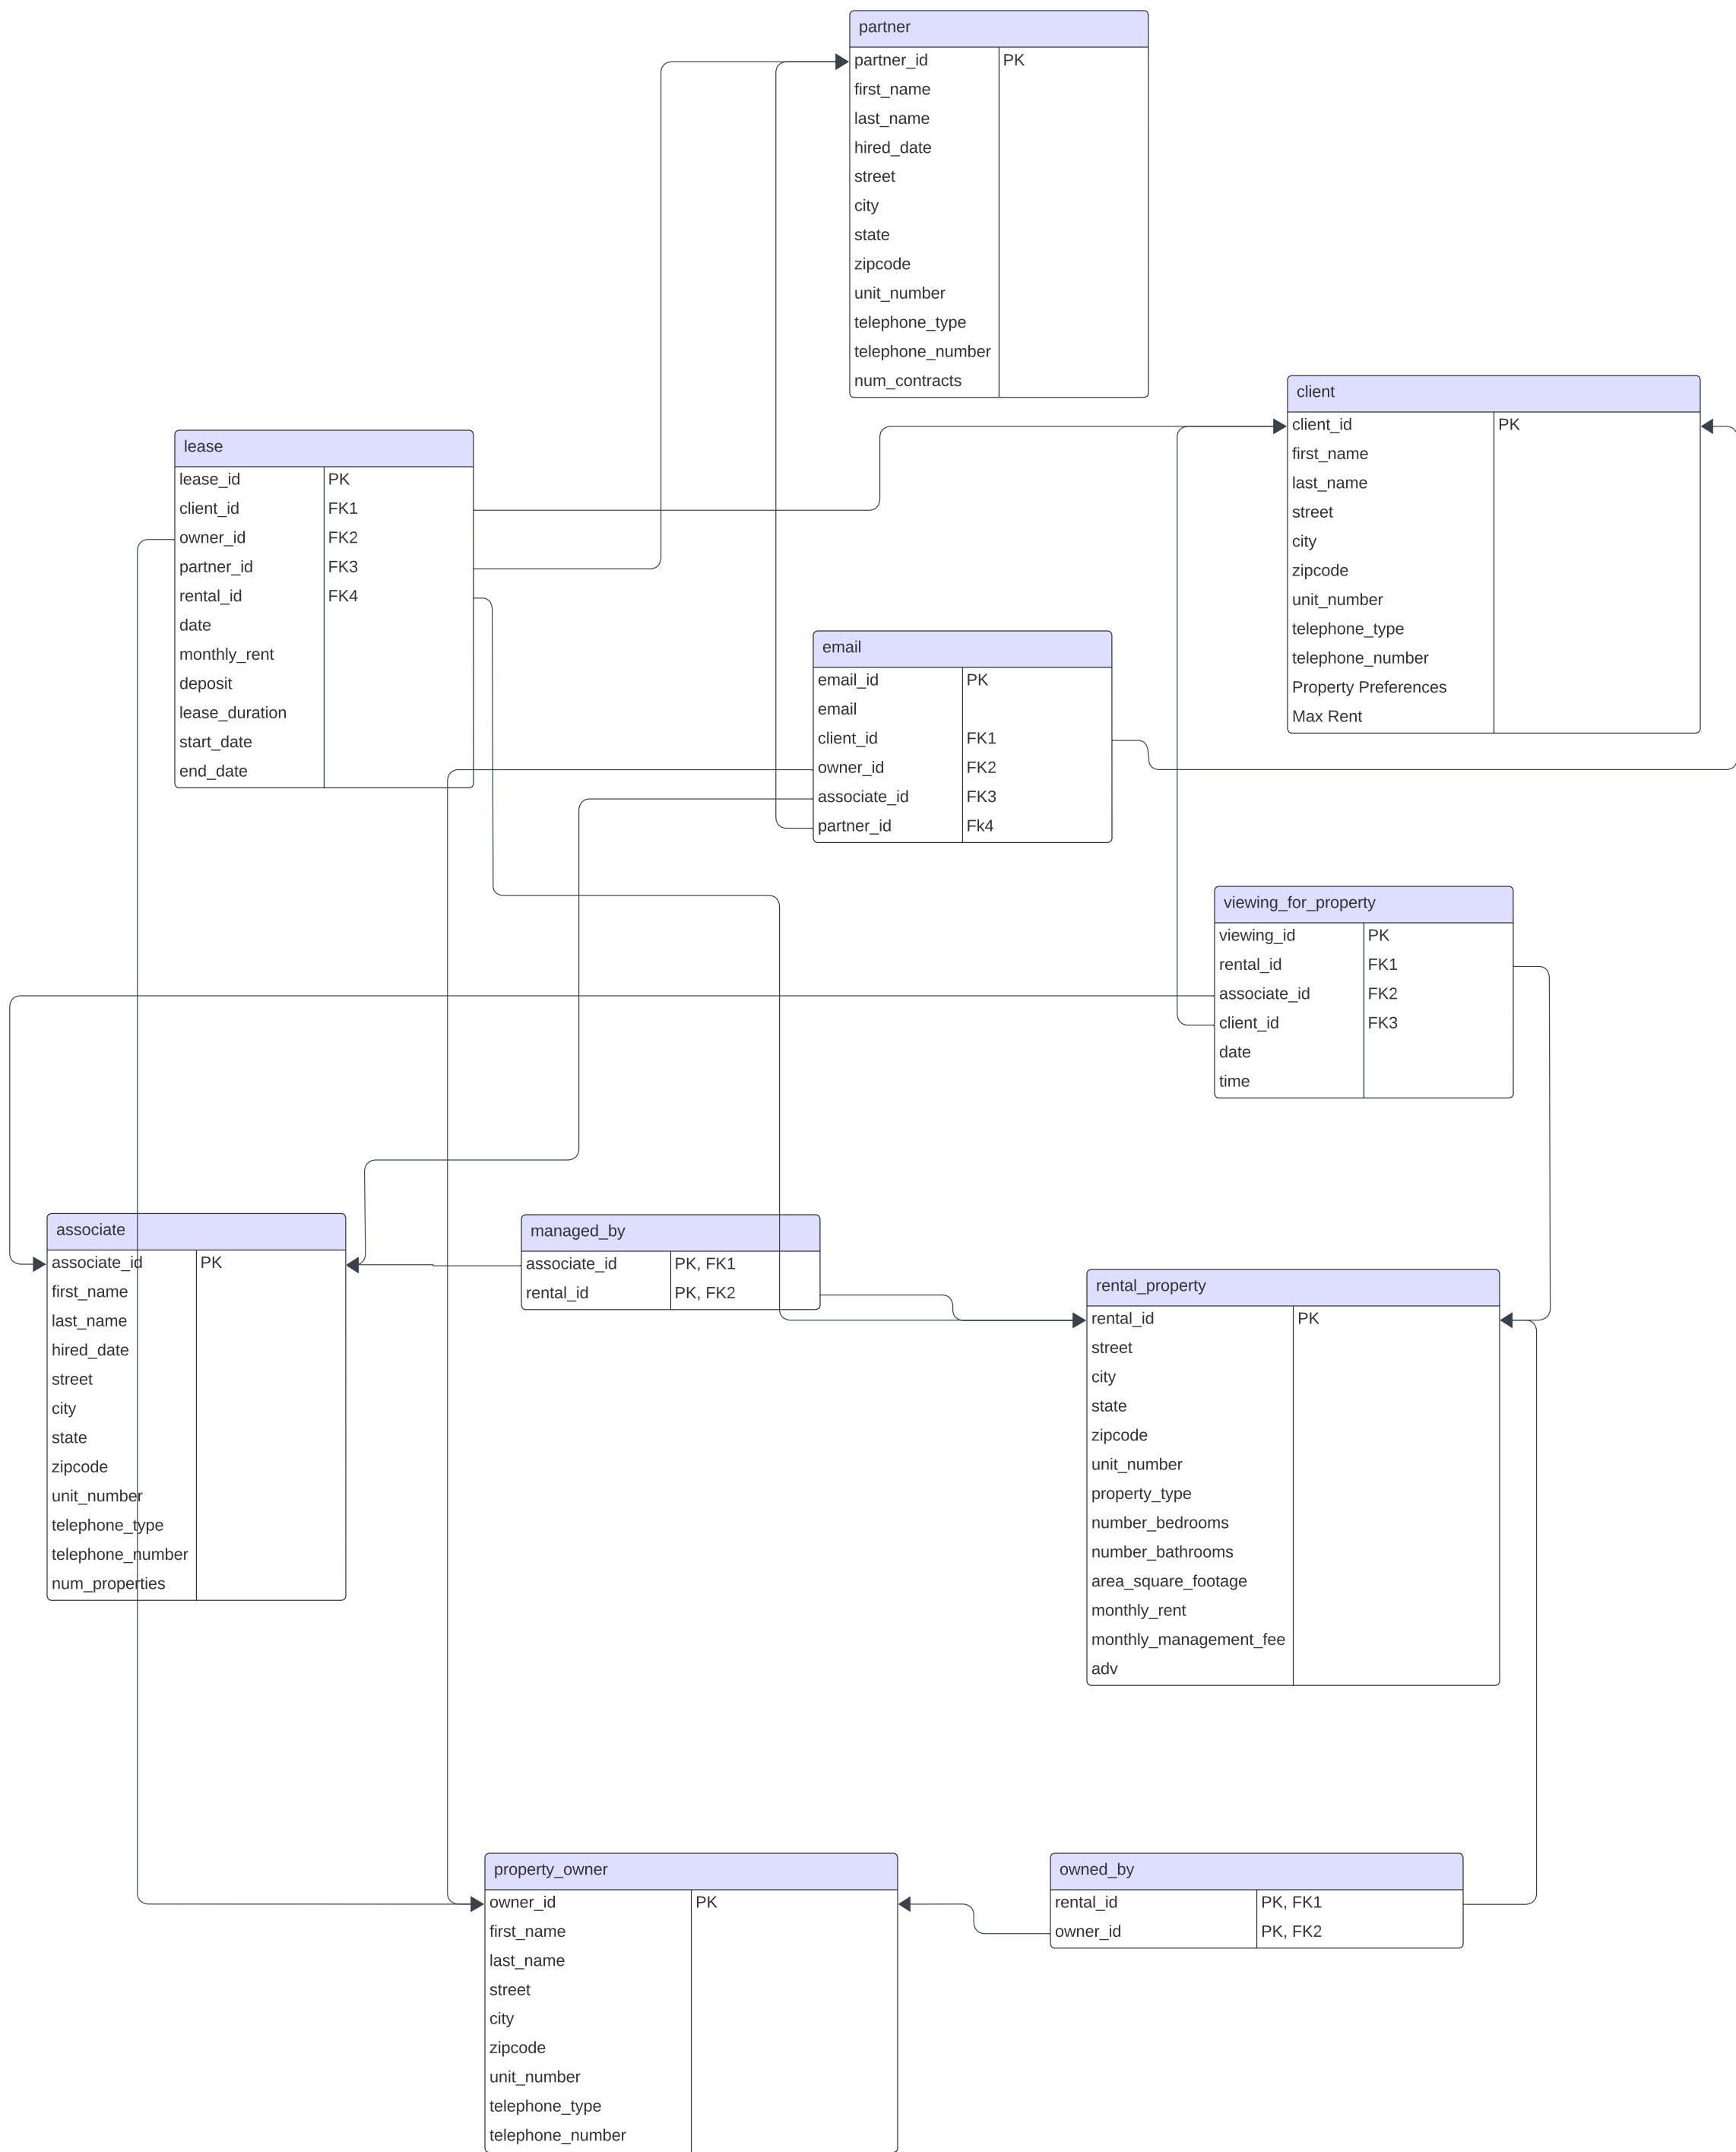 partner
partner_id PK
first_name
last_name
hired_date
street
city
state
zipcode
unit_number
telephone_type
telephone_number
num_contracts
client
client_id PK
first_name
last_name
street
city
zipcode
unit_number
telephone_type
telephone_number
Property Preferences
Max Rent
lease
lease_id PK
client_id FK1
owner_id FK2
partner_id FK3
rental_id FK4
date
monthly_rent
deposit
lease_duration
start_date
end_date
email
email_id PK
email
client_id FK1
owner_id FK2
associate_id FK3
partner_id Fk4
viewing_for_property
viewing_id PK
rental_id FK1
associate_id FK2
client_id FK3
date
time
associate
associate_id PK
first_name
last_name
hired_date
street
city
state
zipcode
unit_number
telephone_type
telephone_number
num_properties
managed_by
associate_id PK, FK1
rental_id PK, FK2
rental_property
rental_id PK
street
city
state
zipcode
unit_number
property_type
number_bedrooms
number_bathrooms
area_square_footage
monthly_rent
monthly_management_fee
adv
property_owner
owner_id PK
first_name
last_name
street
city
zipcode
unit_number
telephone_type
telephone_number
owned_by
rental_id PK, FK1
owner_id PK, FK2